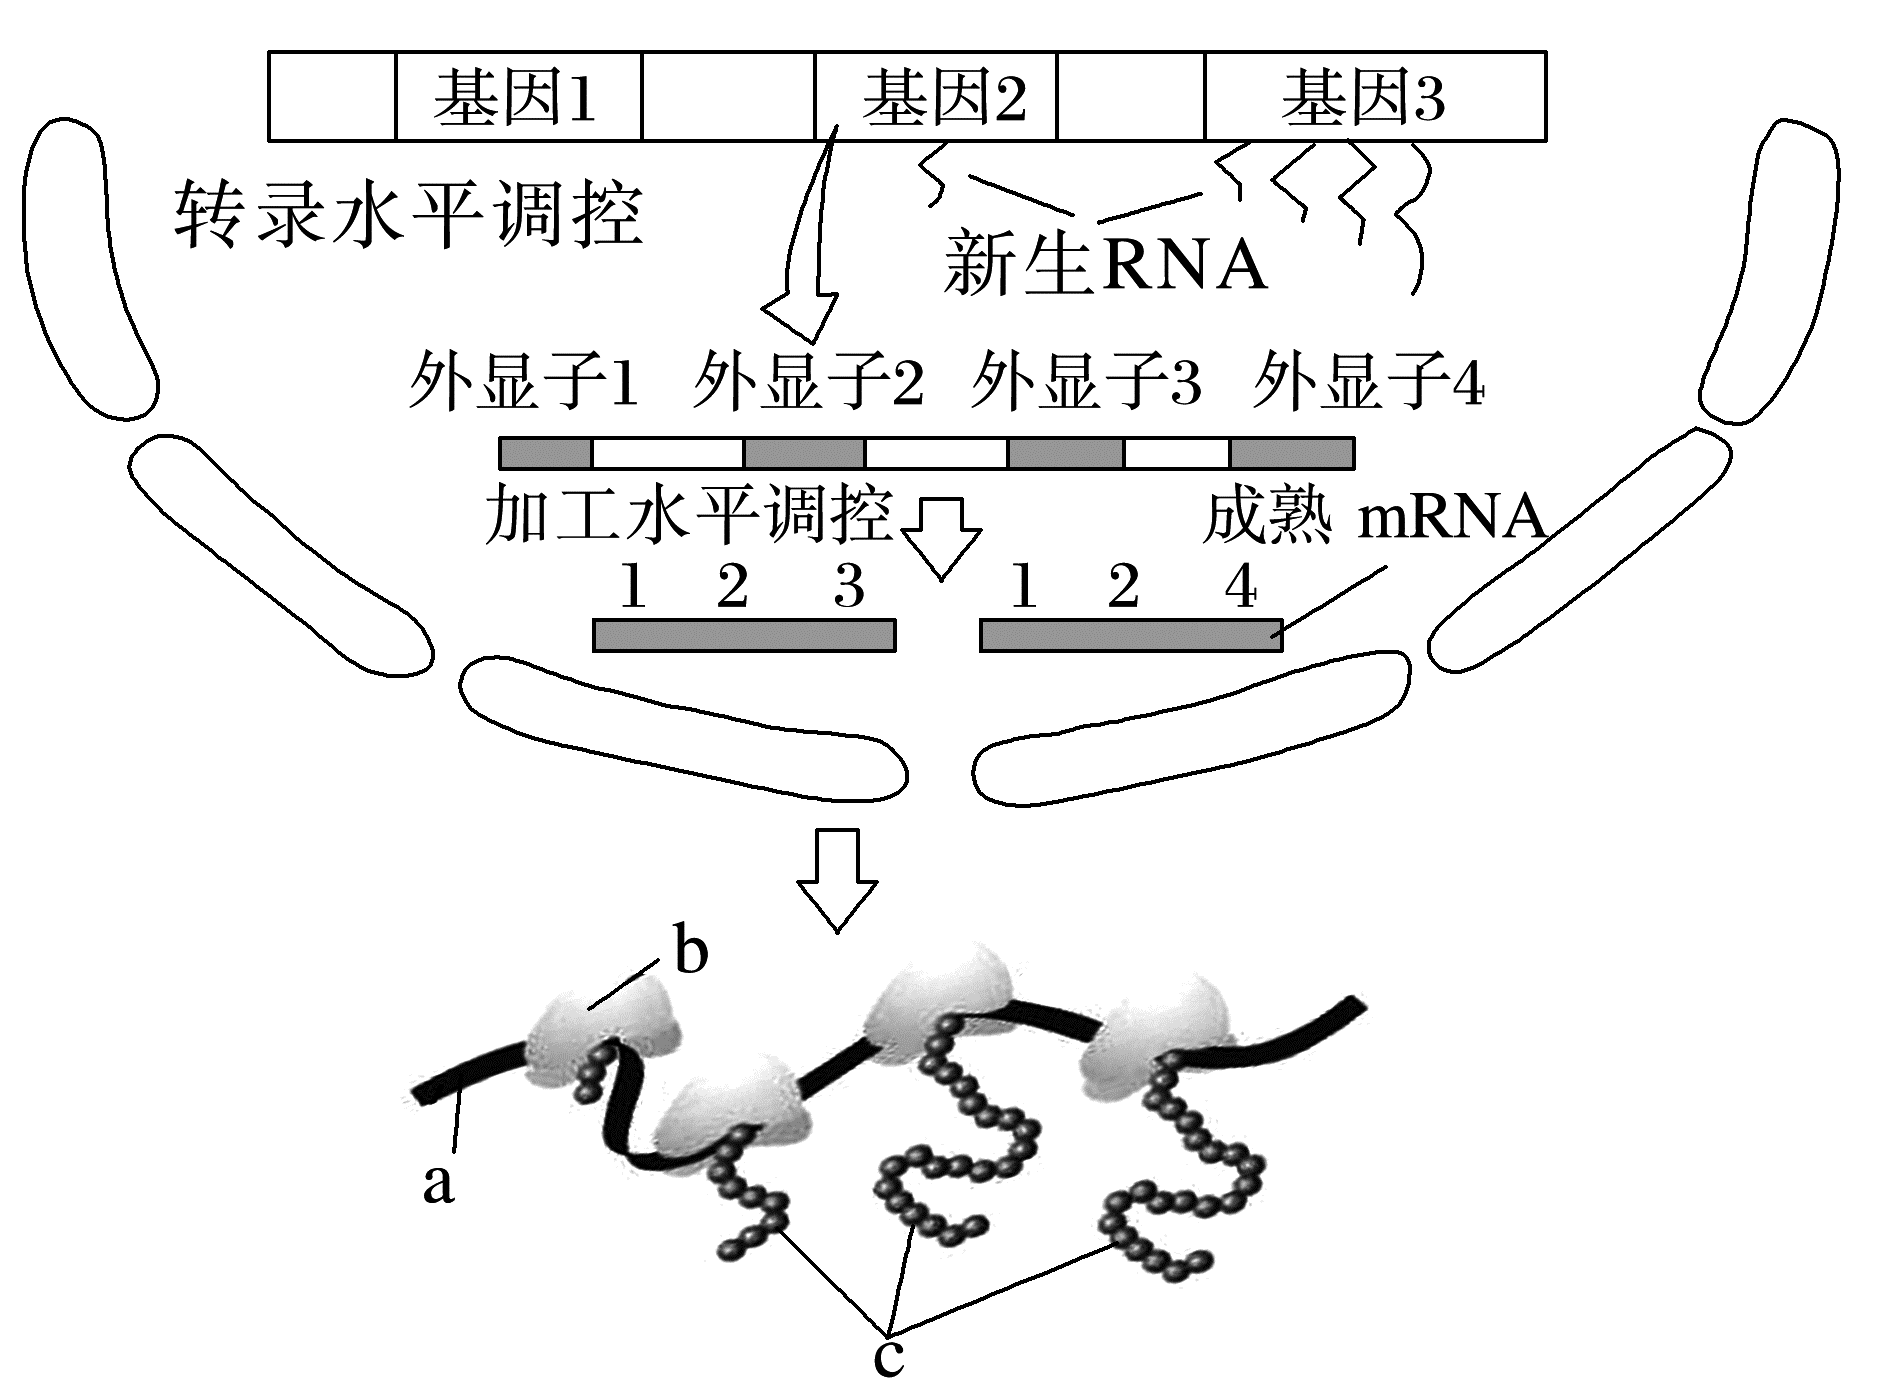 基因1 基因2 基因3
转录水平调控
新生RNA
外显子1 外显子2 外显子3 外显子4
加工水平调控 成熟 mRNA
1 2 3 1 2 4
b
a
c